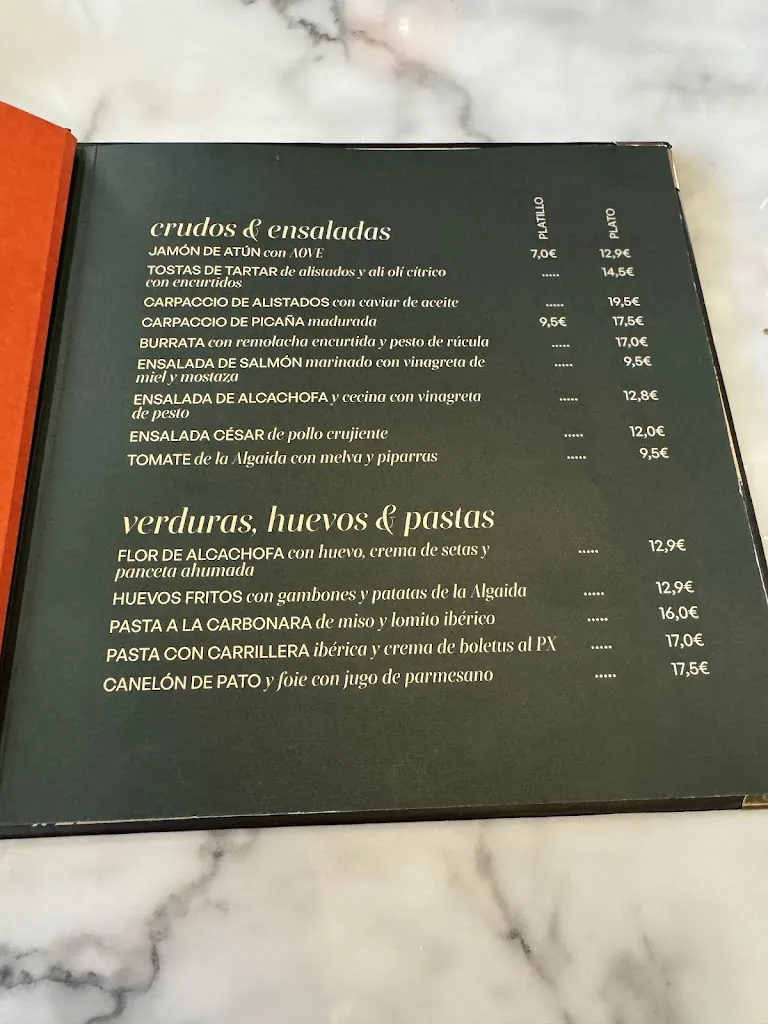 PLATILLO PLATO
crudos & ensaladas
JAMÓN DE ATÚN con AOVE 7,0€ 12,9€
TOSTAS DE TARTAR de alistados y ali olí cítrico ..... 14,5€
con encurtidos
CARPACCIO DE ALISTADOS con caviar de aceite ..... 19,5€
CARPACCIO DE PICAÑA madurada 9,5€ 17,5€
BURRATA con remolacha encurtida y pesto de rúcula ..... 17,0€
ENSALADA DE SALMÓN marinado con vinagreta de ..... 9,5€
miel y mostaza
ENSALADA DE ALCACHOFA y cecina con vinagreta ..... 12,8€
de pesto
ENSALADA CÉSAR de pollo crujiente ..... 12,0€
TOMATE de la Algaida con melva y piparras ..... 9,5€
verduras, huevos & pastas
FLOR DE ALCACHOFA con huevo, crema de setas y ..... 12,9€
panceta ahumada
HUEVOS FRITOS con gambones y patatas de la Algaida ..... 12,9€
PASTA A LA CARBONARA de miso y lomito ibérico ..... 16,0€
PASTA CON CARRILLERA ibérica y crema de boletus al PX ..... 17,0€
CANELÓN DE PATO y foie con jugo de parmesano ..... 17,5€